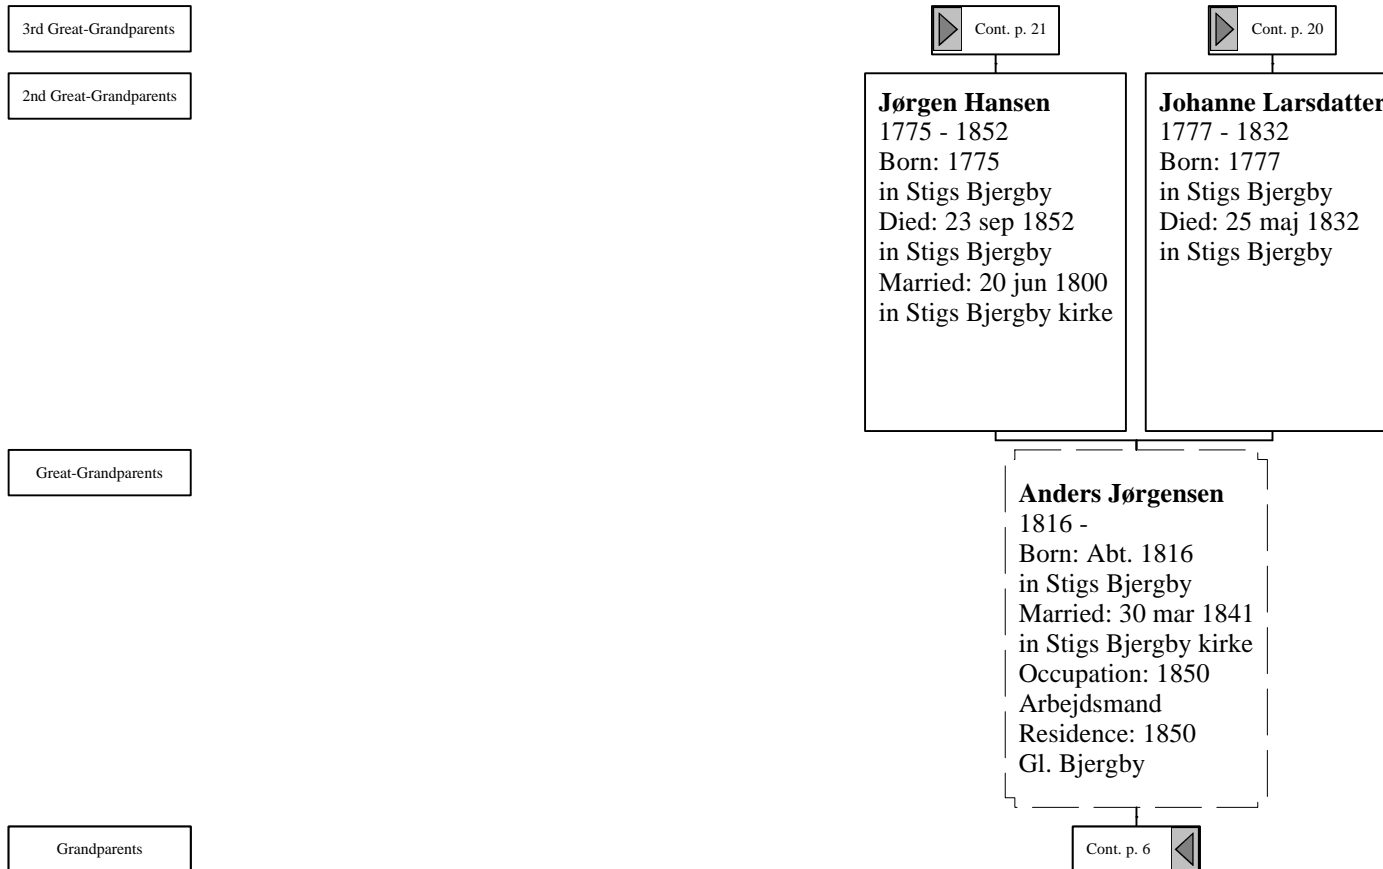 3rd Great-Grandparents
Cont. p. 21
Cont. p. 20
2nd Great-Grandparents
Jørgen Hansen
1775 - 1852
Born: 1775
in Stigs Bjergby
Died: 23 sep 1852
in Stigs Bjergby
Married: 20 jun 1800
in Stigs Bjergby kirke
Johanne Larsdatter
1777 - 1832
Born: 1777
in Stigs Bjergby
Died: 25 maj 1832
in Stigs Bjergby
Great-Grandparents
Anders Jørgensen
1816 -
Born: Abt. 1816
in Stigs Bjergby
Married: 30 mar 1841
in Stigs Bjergby kirke
Occupation: 1850
Arbejdsmand
Residence: 1850
Gl. Bjergby
Grandparents
Cont. p. 6